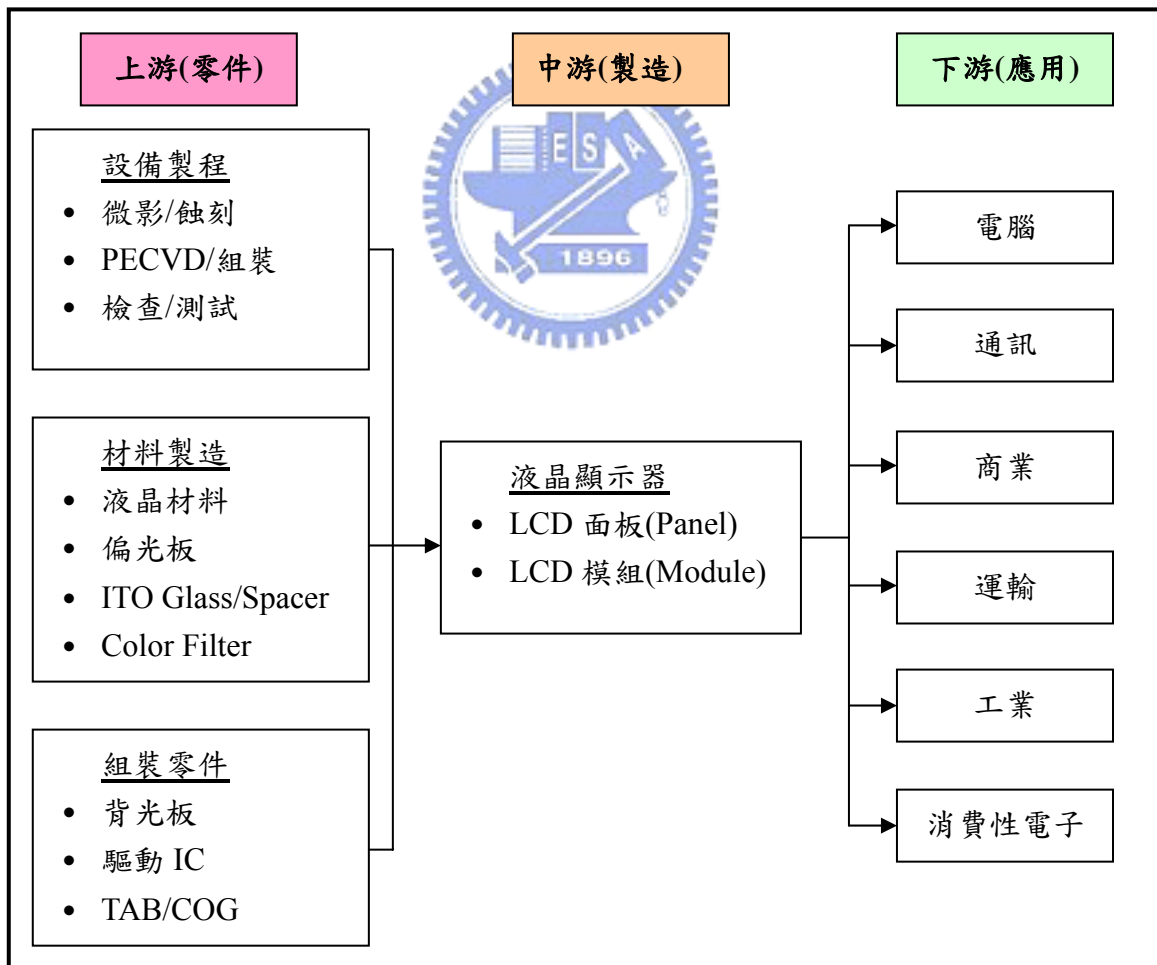 上游(零件)
中游(製造)
下游(應用)
設備製程
• 微影/蝕刻
• PECVD/組裝
• 檢查/測試
材料製造
• 液晶材料
• 偏光板
• ITO Glass/Spacer
• Color Filter
組裝零件
• 背光板
• 驅動 IC
• TAB/COG
E S A
1896
液晶顯示器
• LCD 面板(Panel)
• LCD 模組(Module)
電腦
通訊
商業
運輸
工業
消費性電子